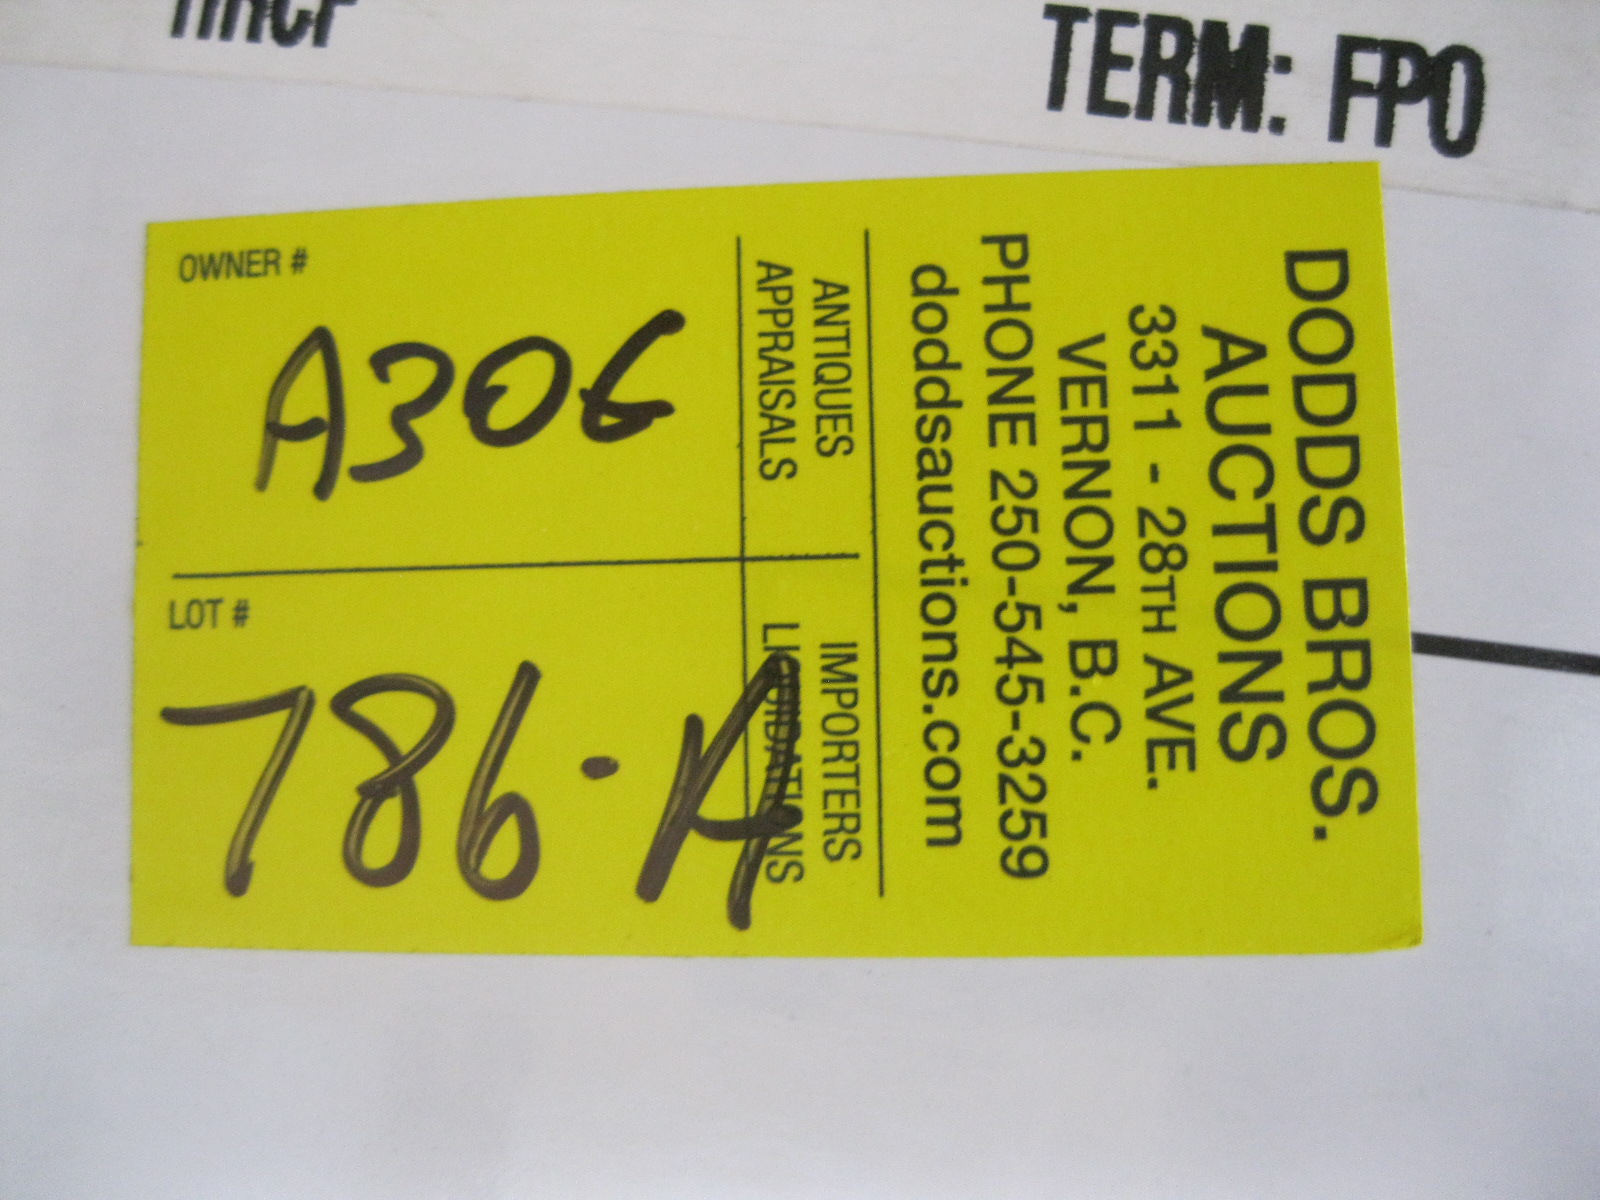 TERM: FPO
DODDS BROS.
AUCTIONS
3311 - 28TH AVE.
VERNON, B.C.
PHONE 250-545-3259
doddsauctions.com
ANTIQUES
APPRAISALS
IMPORTERS
LIQUIDATIONS
OWNER #
A306
LOT #
786-A